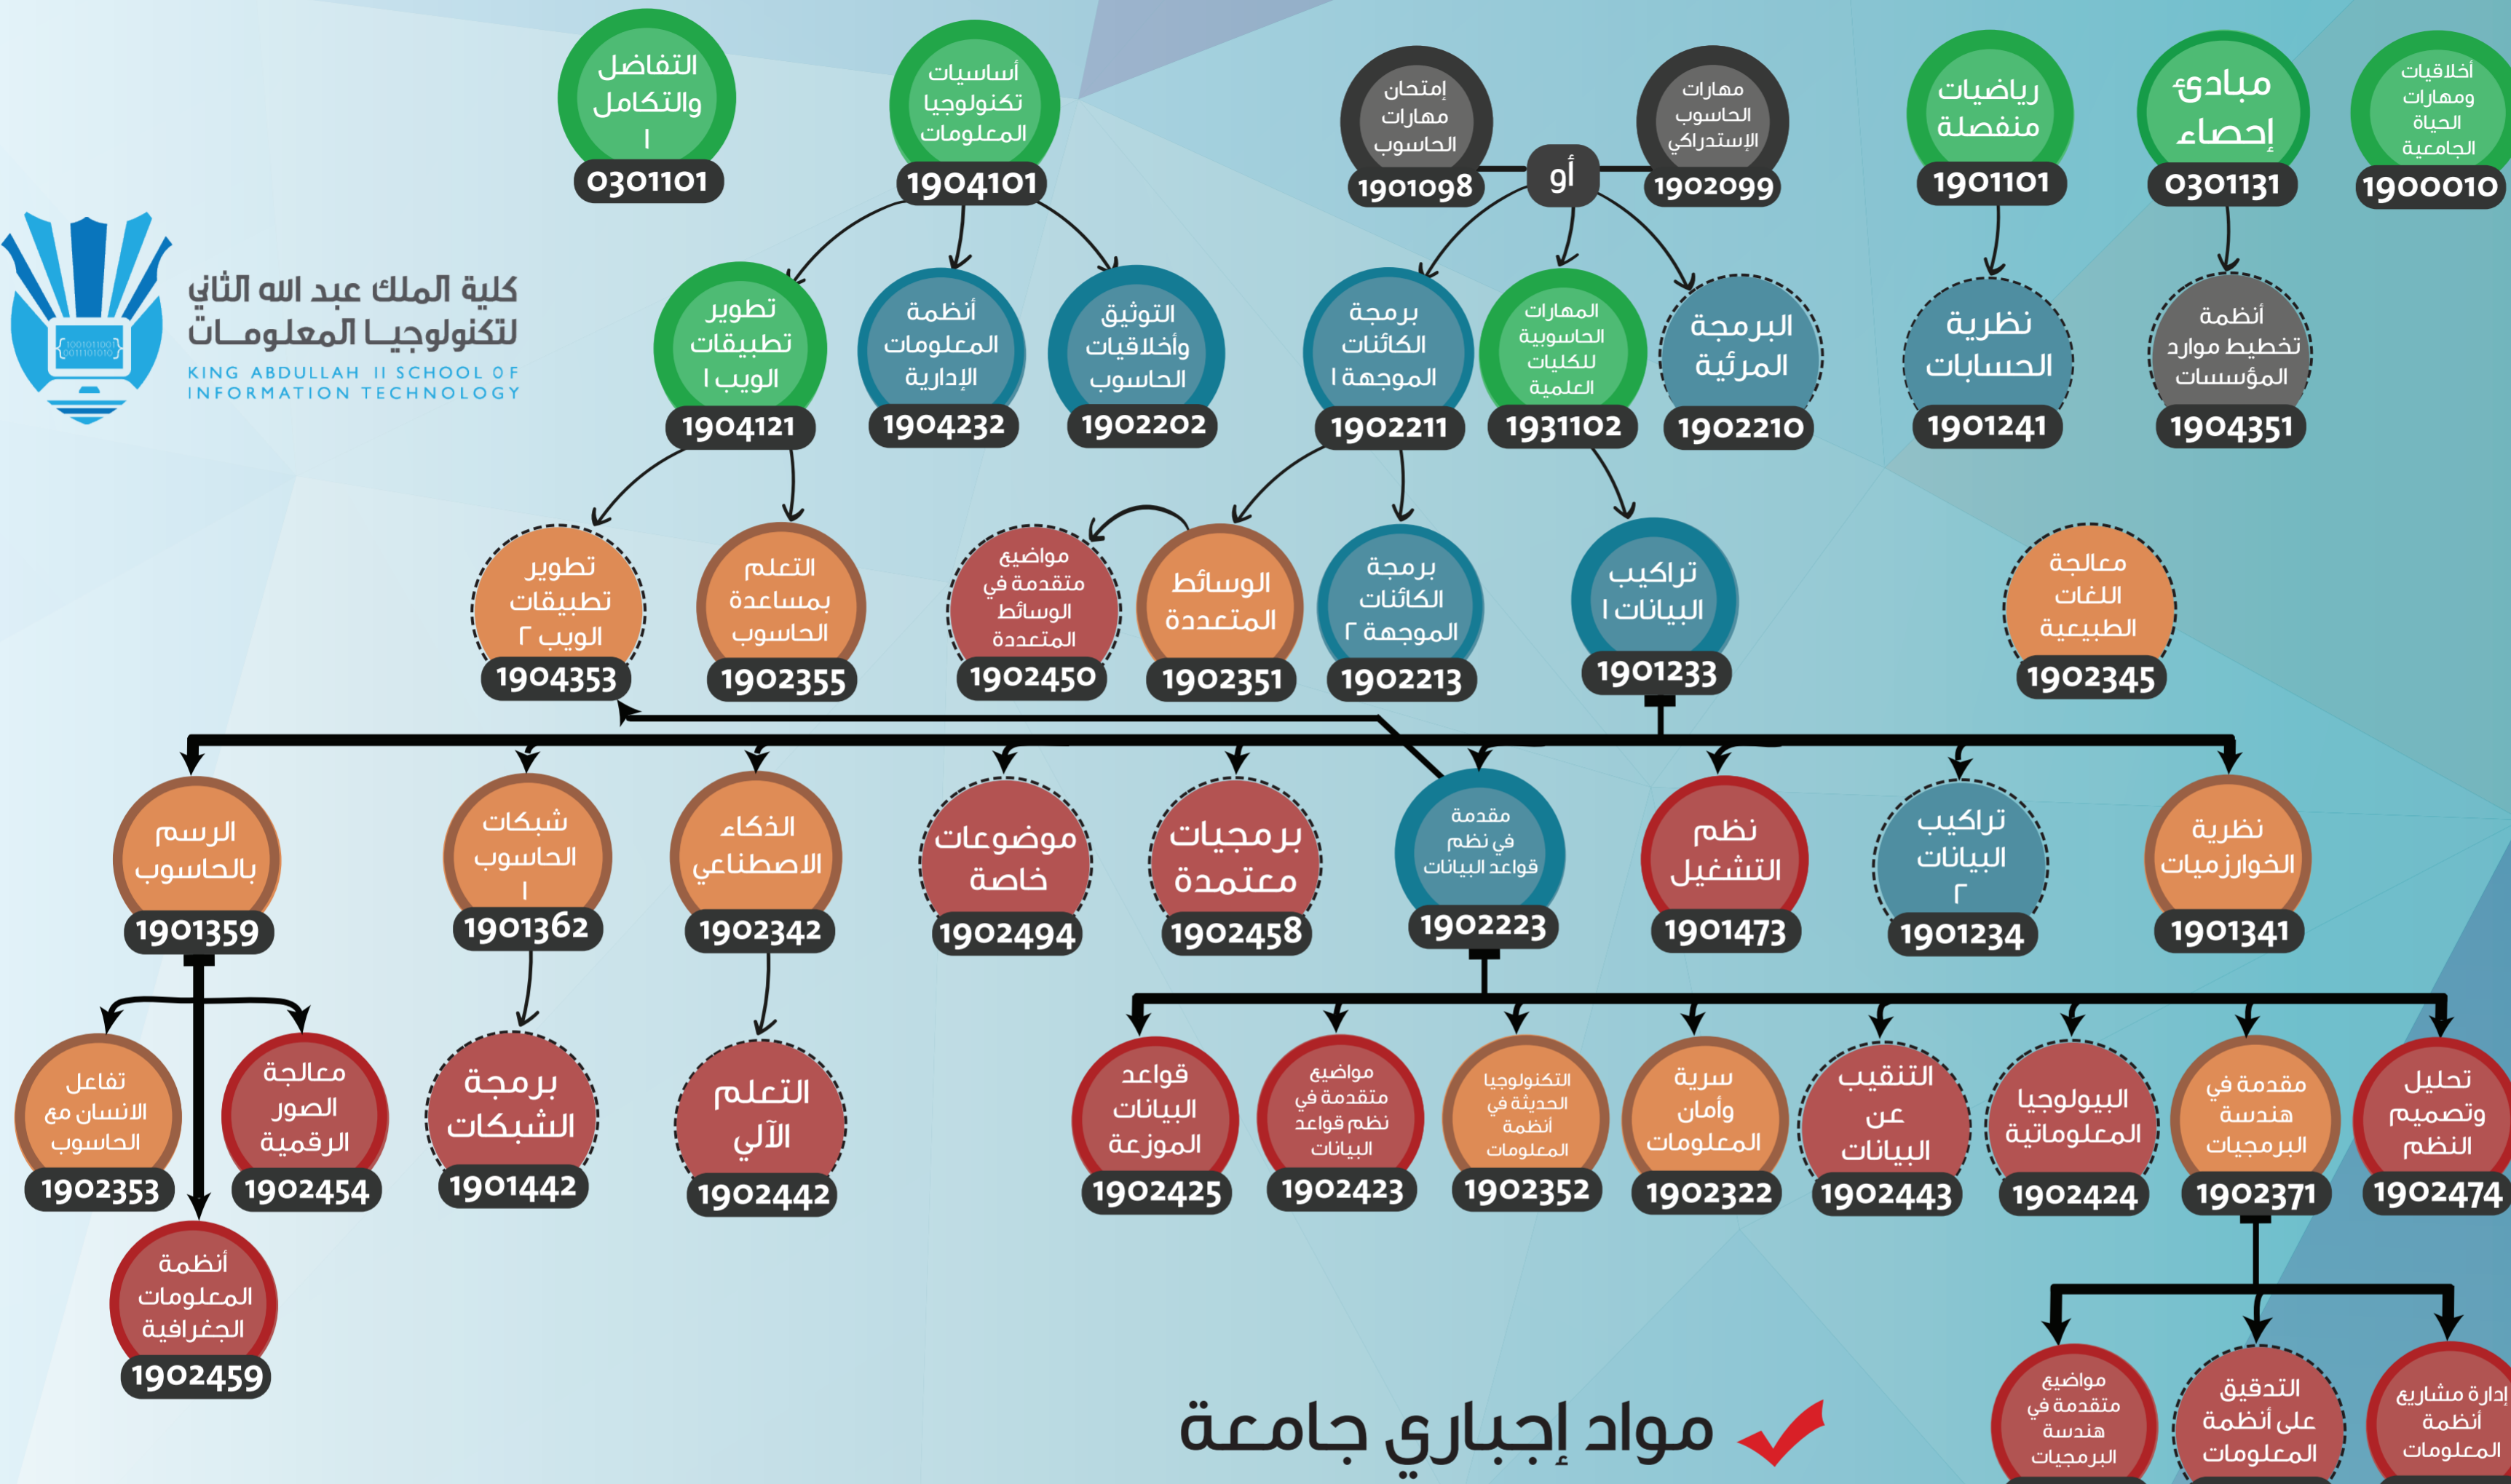 التفاضل
والتكامل
١
0301101
أساسيات
تكنولوجيا
المعلومات
1904101
إمتحان
مهارات
الحاسوب
1901098
أو
مهارات
الحاسوب
الإستدراكي
1902099
رياضيات
منفصلة
1901101
مبادئ
إحصاء
0301131
أخلاقيات
ومهارات
الحياة
الجامعية
1900010
1001011001
0011101010
كلية الملك عبد الله الثاني
لتكنولوجيـا المعلومـات
KING ABDULLAH II SCHOOL OF
INFORMATION TECHNOLOGY
تطوير
تطبيقات
الويب ١
1904121
أنظمة
المعلومات
الإدارية
1904232
التوثيق
وأخلاقيات
الحاسوب
1902202
برمجة
الكائنات
الموجهة ١
1902211
المهارات
الحاسوبية
للكليات
العلمية
1931102
البرمجة
المرئية
1902210
نظرية
الحسابات
1901241
أنظمة
تخطيط موارد
المؤسسات
1904351
تطوير
تطبيقات
الويب ٢
1904353
التعلم
بمساعدة
الحاسوب
1902355
مواضيع
متقدمة في
الوسائط
المتعددة
1902450
الوسائط
المتعددة
1902351
برمجة
الكائنات
الموجهة ٢
1902213
تراكيب
البيانات ١
1901233
معالجة
اللغات
الطبيعية
1902345
الرسم
بالحاسوب
1901359
شبكات
الحاسوب
١
1901362
الذكاء
الاصطناعي
1902342
موضوعات
خاصة
1902494
برمجيات
معتمدة
1902458
مقدمة
في نظم
قواعد البيانات
1902223
نظم
التشغيل
1901473
تراكيب
البيانات
٢
1901234
نظرية
الخوارزميات
1901341
تفاعل
الانسان مع
الحاسوب
1902353
معالجة
الصور
الرقمية
1902454
برمجة
الشبكات
1901442
التعلم
الآلي
1902442
قواعد
البيانات
الموزعة
1902425
مواضيع
متقدمة في
نظم قواعد
البيانات
1902423
التكنولوجيا
الحديثة في
أنظمة
المعلومات
1902352
سرية
وأمان
المعلومات
1902322
التنقيب
عن
البيانات
1902443
البيولوجيا
المعلوماتية
1902424
مقدمة في
هندسة
البرمجيات
1902371
تحليل
وتصميم
النظم
1902474
أنظمة
المعلومات
الجغرافية
1902459
مواضيع
متقدمة في
هندسة
البرمجيات
التدقيق
على أنظمة
المعلومات
إدارة مشاريع
أنظمة
المعلومات
مواد إجباري جامعة